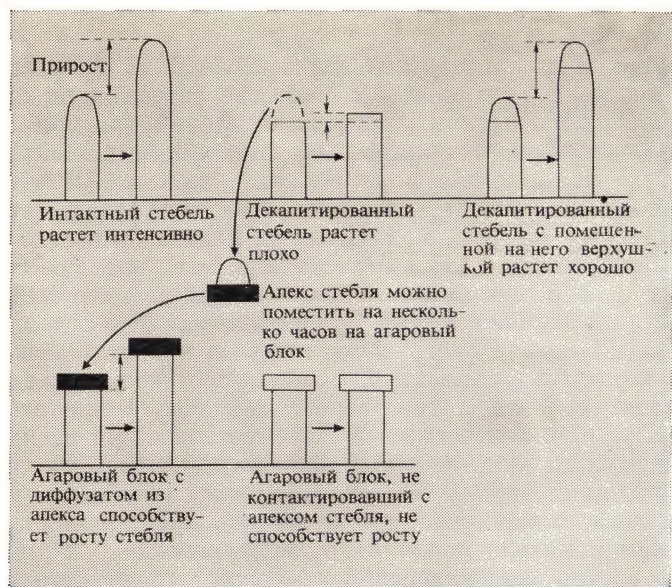 Прирост
Интактный стебель
растет интенсивно
Декапитированный
стебель растет
плохо
Декапитированный
стебель с помещен-
ной на него верхуш-
кой растет хорошо
Апекс стебля можно
поместить на несколь-
ко часов на агаровый
блок
Агаровый блок с
диффузатом из
апекса способству-
ет росту стебля
Агаровый блок, не
контактировавший с
апексом стебля, не
способствует росту